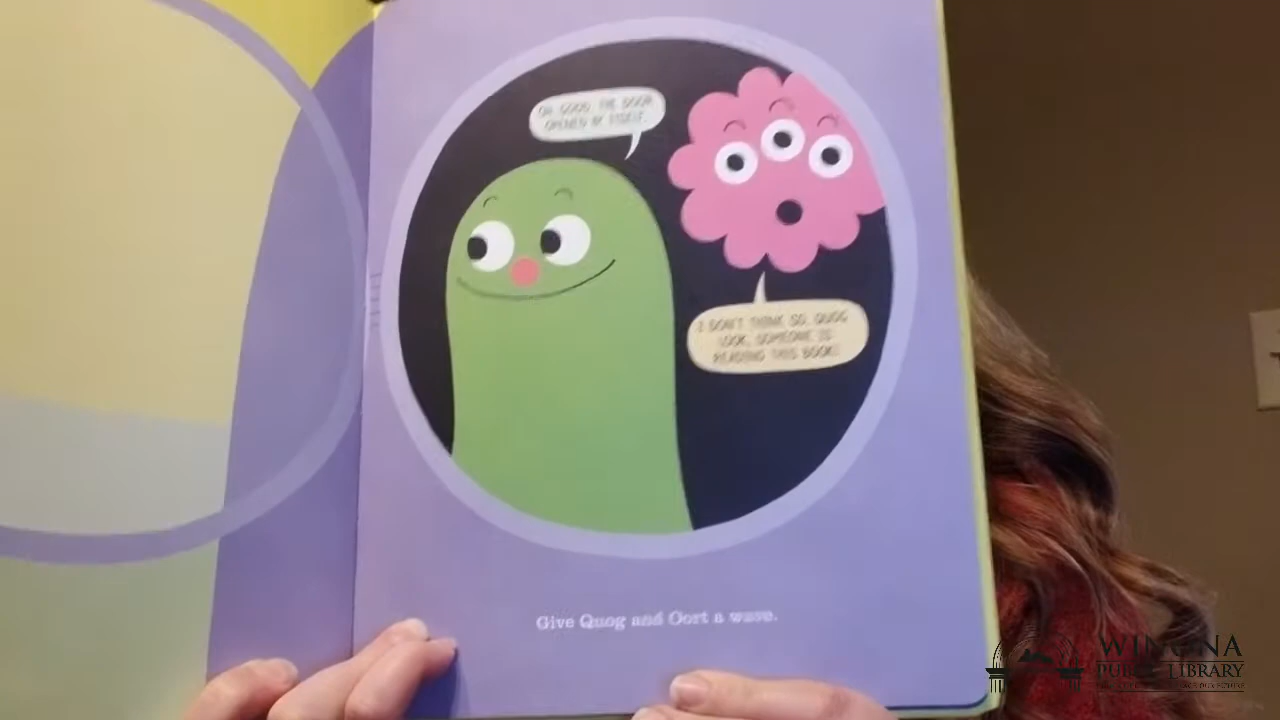 OH GOOD. THE DOOR
OPENED BY ITSELF.
I DON'T THINK SO, QUOG.
LOOK, SOMEONE IS
READING THIS BOOK!
Give Quog and Oort a wave.
WINONA
PUBLIC LIBRARY